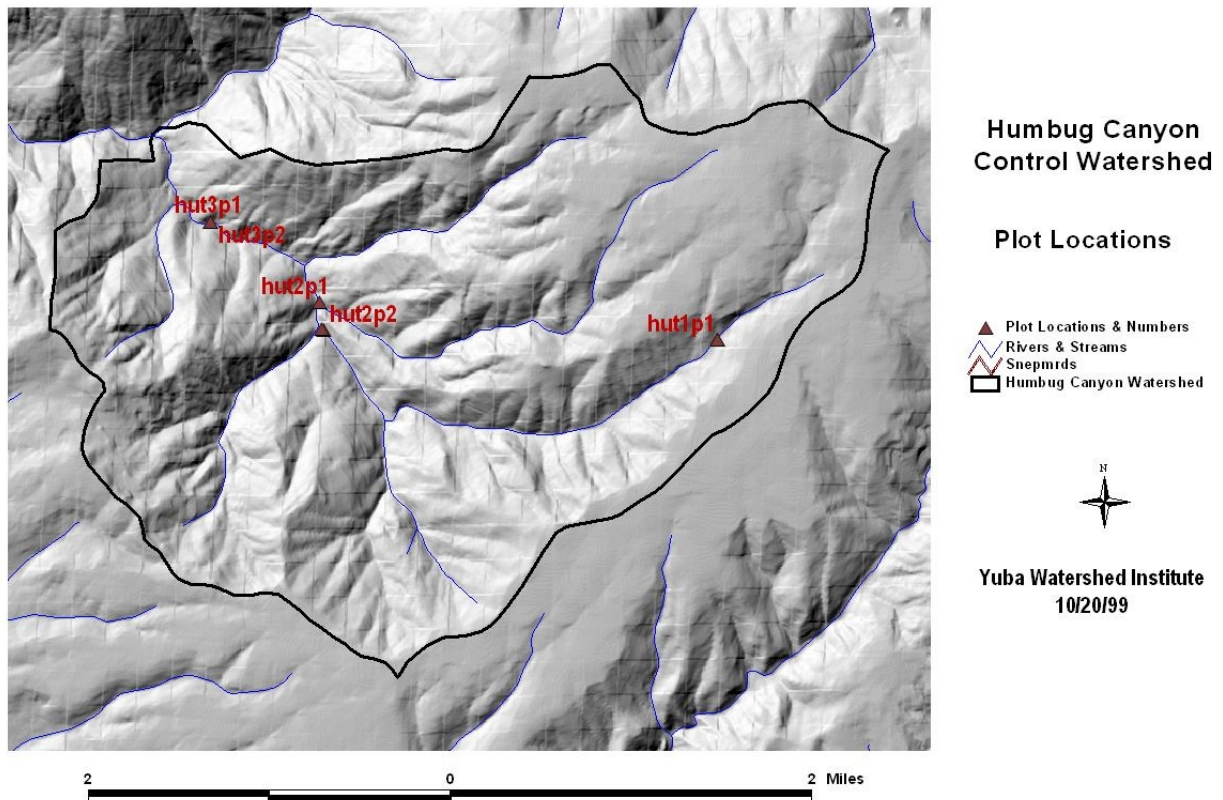 Humbug Canyon
Control Watershed
Plot Locations
hut3p1
hut3p2
hut2p1
hut2p2
hut1p1
Plot Locations & Numbers
Rivers & Streams
Snepmrds
Humbug Canyon Watershed
N
Yuba Watershed Institute
10/20/99
2 0 2 Miles